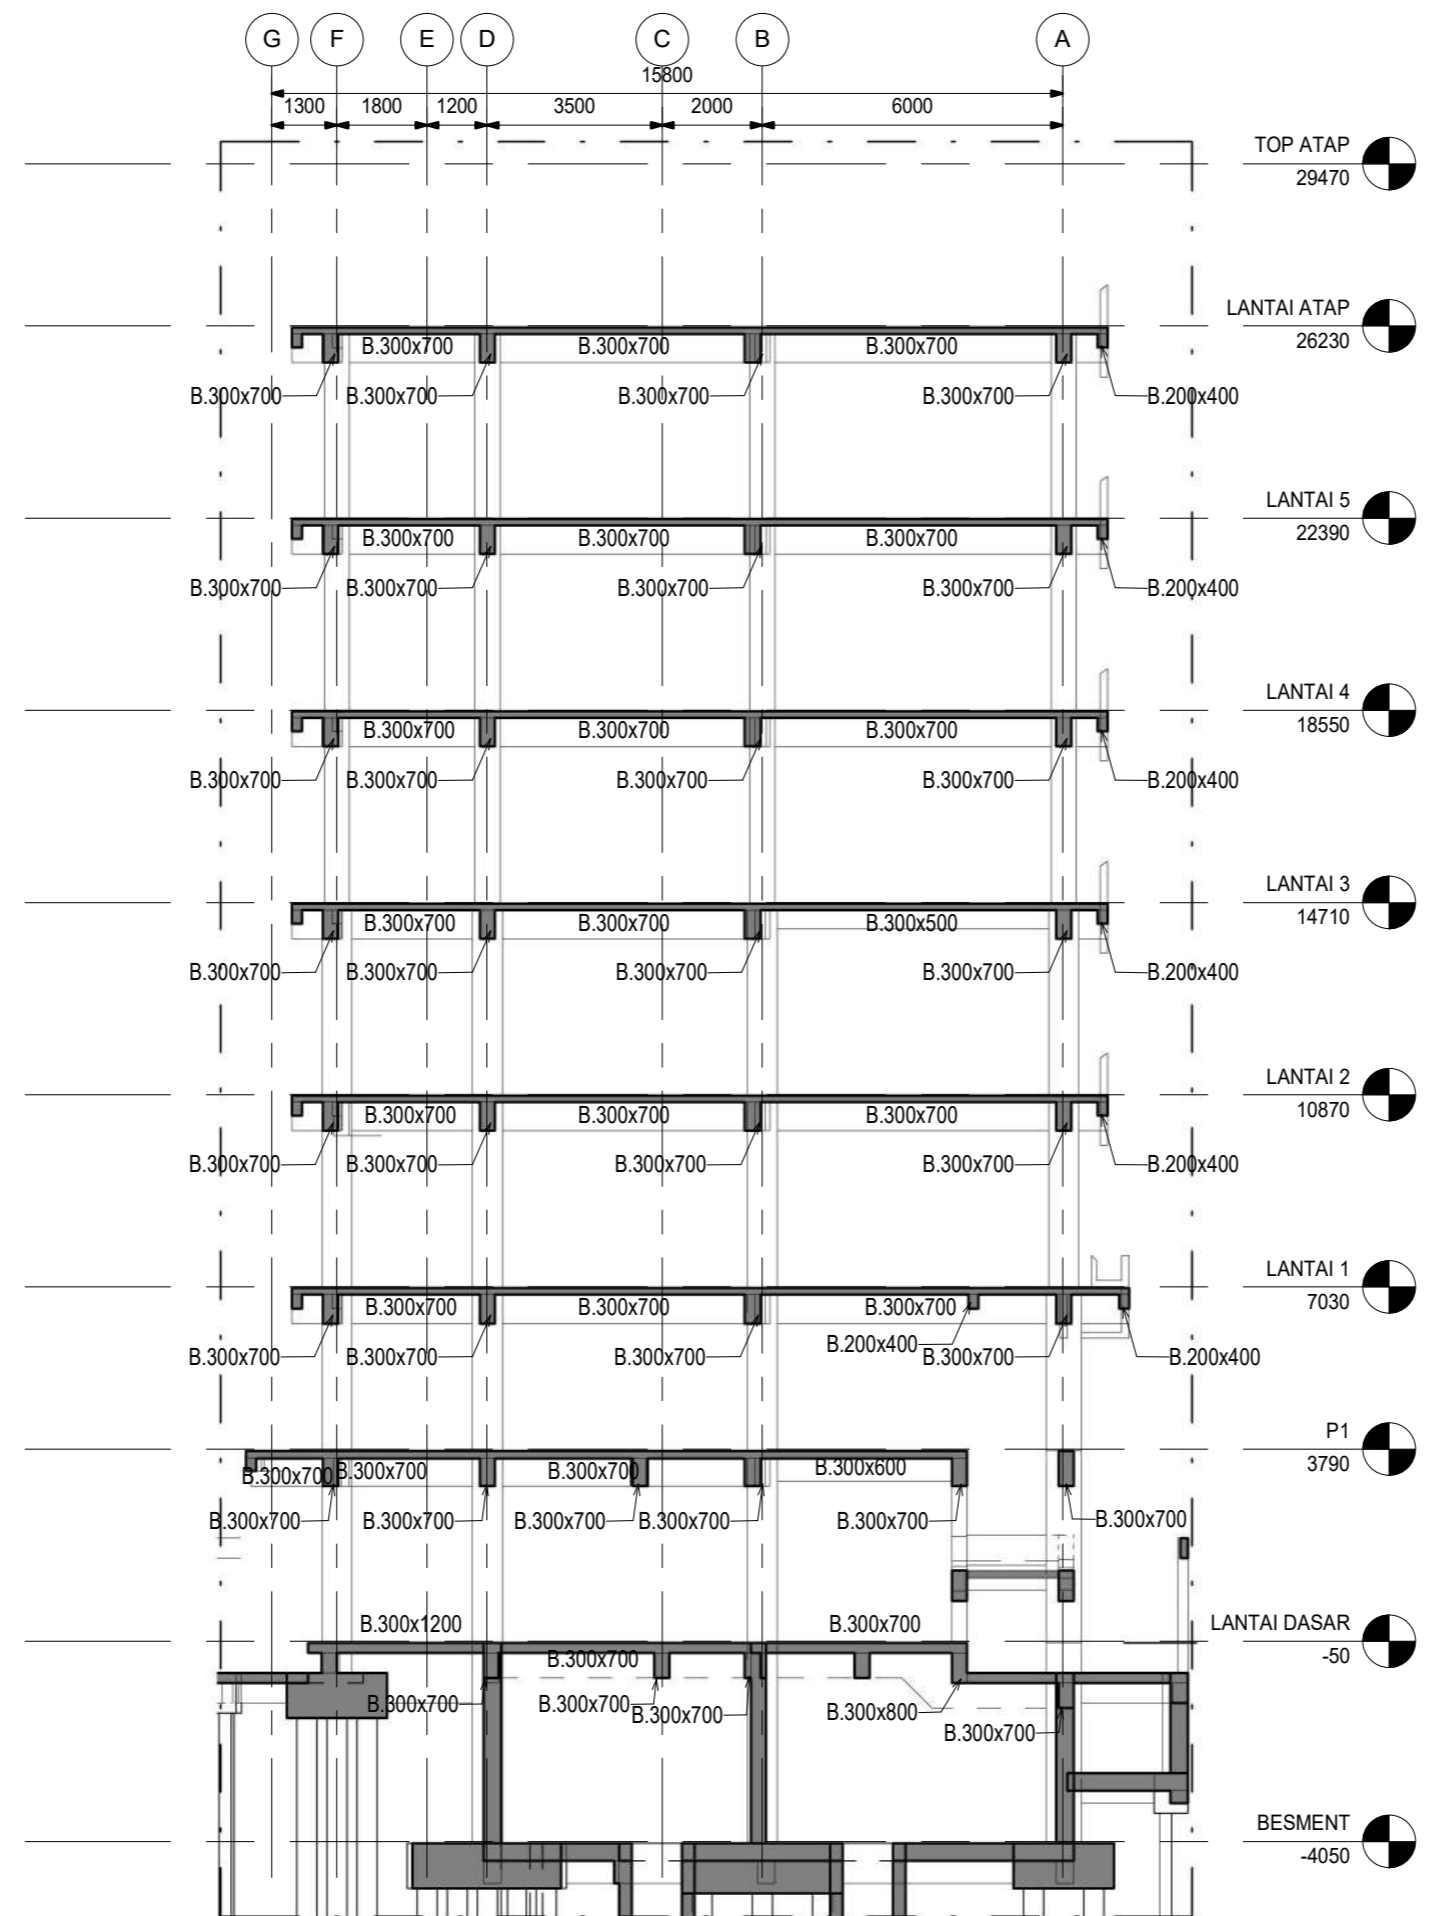 G F E D C B A
15800
1300 1800 1200 3500 2000 6000
TOP ATAP
29470
LANTAI ATAP
26230
B.300x700 B.300x700 B.300x700
B.300x700 B.300x700 B.300x700 B.300x700 B.200x400
LANTAI 5
22390
B.300x700 B.300x700 B.300x700
B.300x700 B.300x700 B.300x700 B.300x700 B.200x400
LANTAI 4
18550
B.300x700 B.300x700 B.300x700
B.300x700 B.300x700 B.300x700 B.300x700 B.200x400
LANTAI 3
14710
B.300x700 B.300x700 B.300x500
B.300x700 B.300x700 B.300x700 B.300x700 B.200x400
LANTAI 2
10870
B.300x700 B.300x700 B.300x700
B.300x700 B.300x700 B.300x700 B.300x700 B.200x400
LANTAI 1
7030
B.300x700 B.300x700 B.300x700
B.200x400
B.300x700 B.300x700 B.300x700 B.300x700 B.200x400
P1
3790
B.300x700 B.300x700 B.300x700 B.300x600
B.300x700 B.300x700 B.300x700 B.300x700 B.300x700 B.300x700
LANTAI DASAR
-50
B.300x1200 B.300x700
B.300x700
B.300x700 B.300x700 B.300x700 B.300x800
B.300x700
BESMENT
-4050